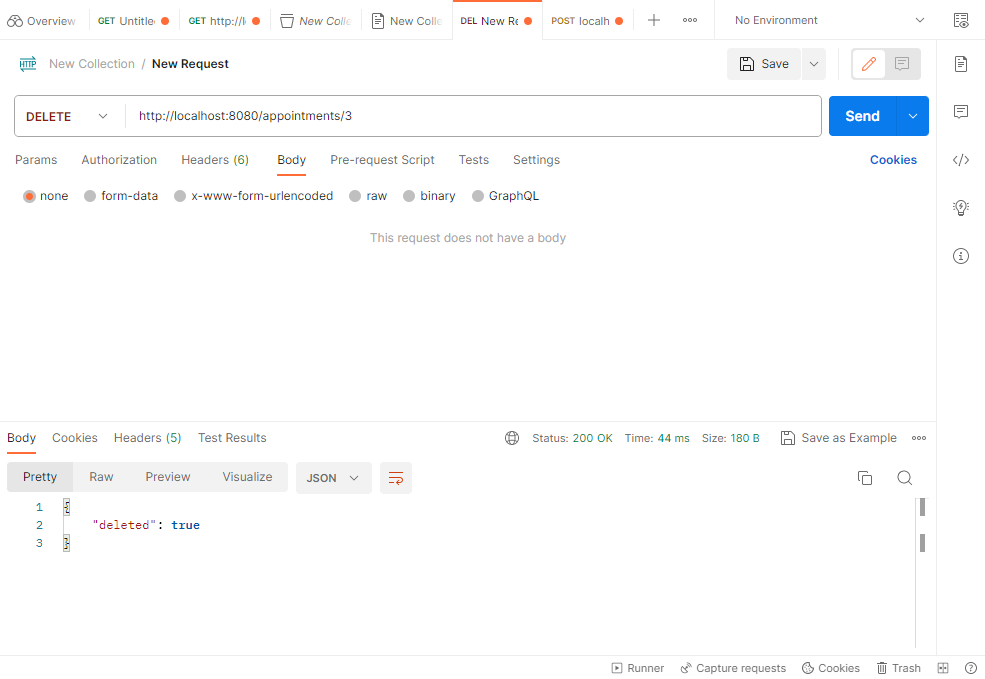 Overview GET Untitle GET http://l New Colle New Colle DEL New Re POST localh No Environment
HTTP New Collection / New Request Save
DELETE http://localhost:8080/appointments/3 Send
Params Authorization Headers (6) Body Pre-request Script Tests Settings Cookies
none form-data x-www-form-urlencoded raw binary GraphQL
This request does not have a body
Body Cookies Headers (5) Test Results Status: 200 OK Time: 44 ms Size: 180 B Save as Example
Pretty Raw Preview Visualize JSON
1 {
2 "deleted": true
3 }
Runner Capture requests Cookies Trash